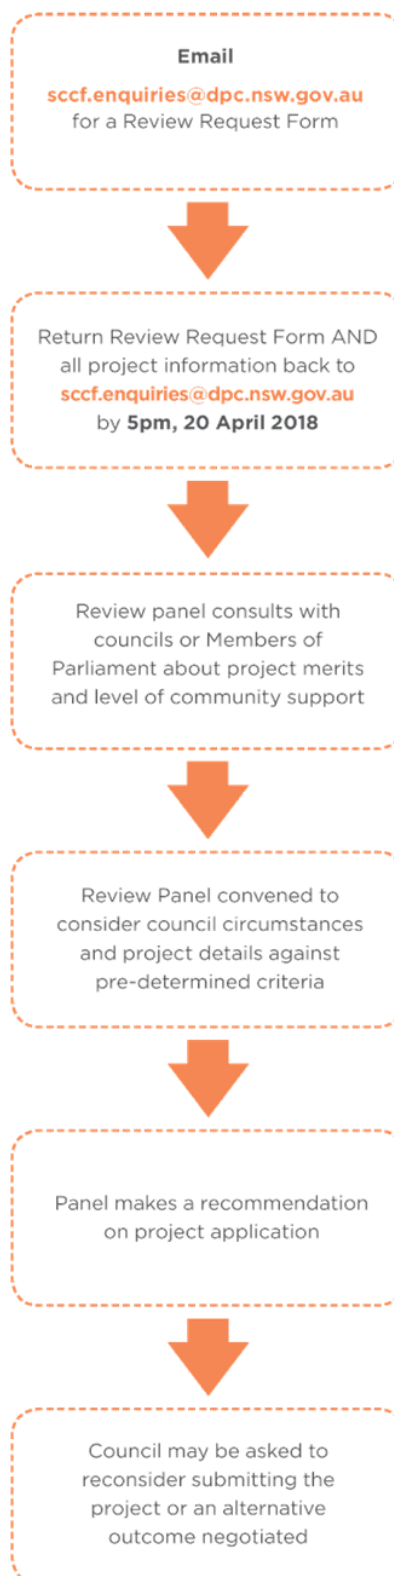 Email
sccf.enquiries@dpc.nsw.gov.au
for a Review Request Form
Return Review Request Form AND
all project information back to
sccf.enquiries@dpc.nsw.gov.au
by 5pm, 20 April 2018
Review panel consults with
councils or Members of
Parliament about project merits
and level of community support
Review Panel convened to
consider council circumstances
and project details against
pre-determined criteria
Panel makes a recommendation
on project application
Council may be asked to
reconsider submitting the
project or an alternative
outcome negotiated